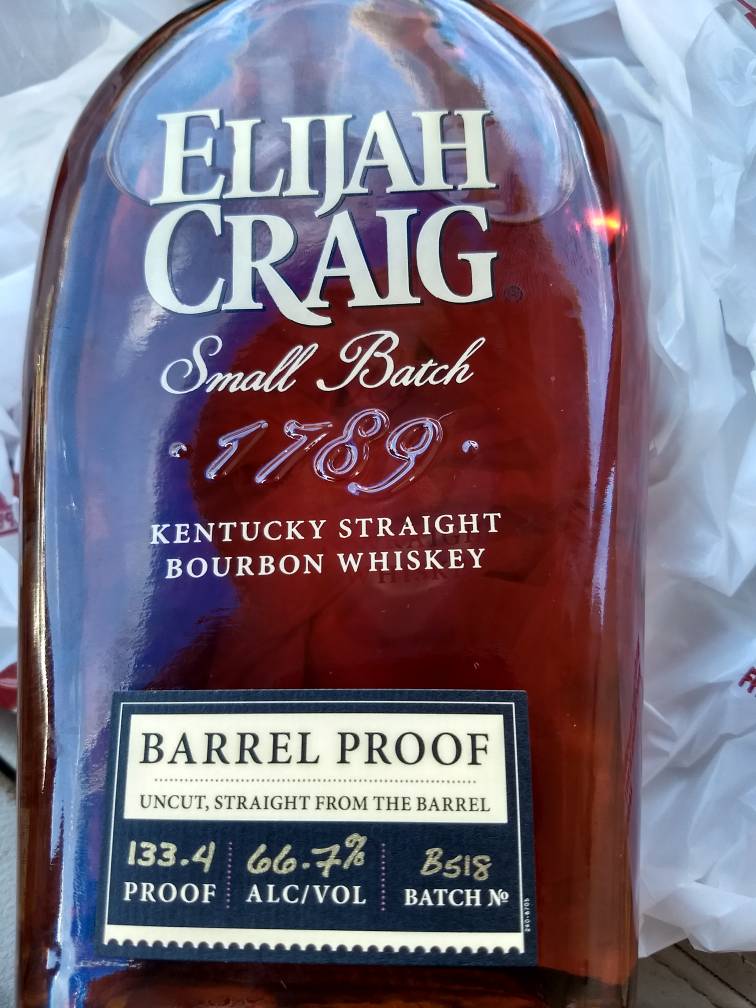 ELIJAH
CRAIG
Small Batch
· 1789 ·
KENTUCKY STRAIGHT
BOURBON WHISKEY
BARREL PROOF
UNCUT, STRAIGHT FROM THE BARREL
133.4 66.7% B518
PROOF ALC/VOL BATCH №